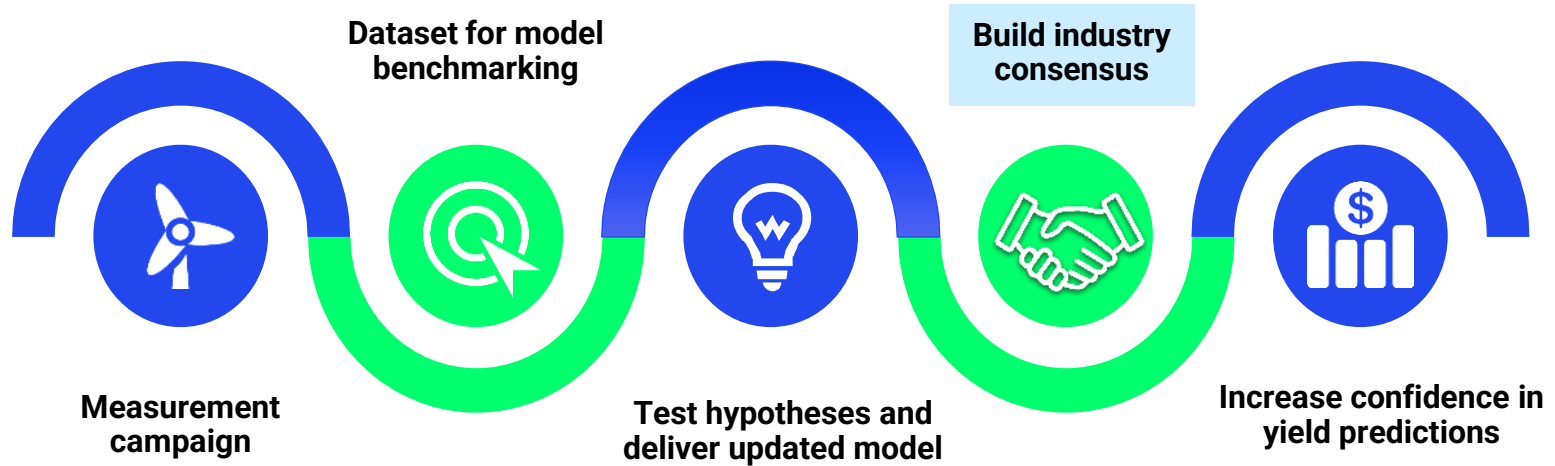 Measurement
campaign
Dataset for model
benchmarking
Test hypotheses and
deliver updated model
Build industry
consensus
$
Increase confidence in
yield predictions